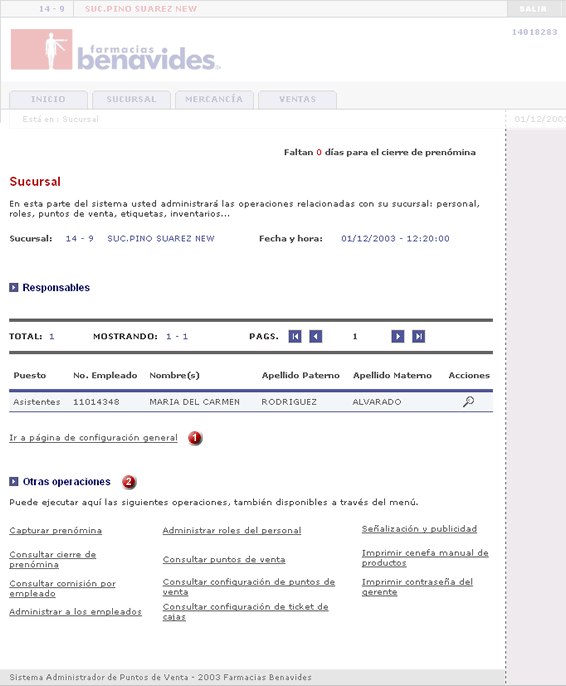 14 - 9 SUC.PINO SUAREZ NEW SALIR
14018283
farmacias
benavides
INICIO SUCURSAL MERCANCÍA VENTAS
Está en : Sucursal 01/12/2003
Faltan 0 días para el cierre de prenómina
Sucursal
En esta parte del sistema usted administrará las operaciones relacionadas con su sucursal: personal,
roles, puntos de venta, etiquetas, inventarios...
Sucursal: 14 - 9 SUC.PINO SUAREZ NEW Fecha y hora: 01/12/2003 - 12:20:00
Responsables
TOTAL: 1 MOSTRANDO: 1 - 1 PAGS. 1
Puesto No. Empleado Nombre(s) Apellido Paterno Apellido Materno Acciones
Asistentes 11014348 MARIA DEL CARMEN RODRIGUEZ ALVARADO
Ir a página de configuración general 1
Otras operaciones 2
Puede ejecutar aquí las siguientes operaciones, también disponibles a través del menú.
Capturar prenómina Administrar roles del personal Señalización y publicidad
Consultar cierre de
prenómina
Consultar puntos de venta
Imprimir cenefa manual de
productos
Consultar comisión por
empleado
Consultar configuración de puntos de
venta
Imprimir contraseña del
gerente
Administrar a los empleados
Consultar configuración de ticket de
cajas
Sistema Administrador de Puntos de Venta - 2003 Farmacias Benavides